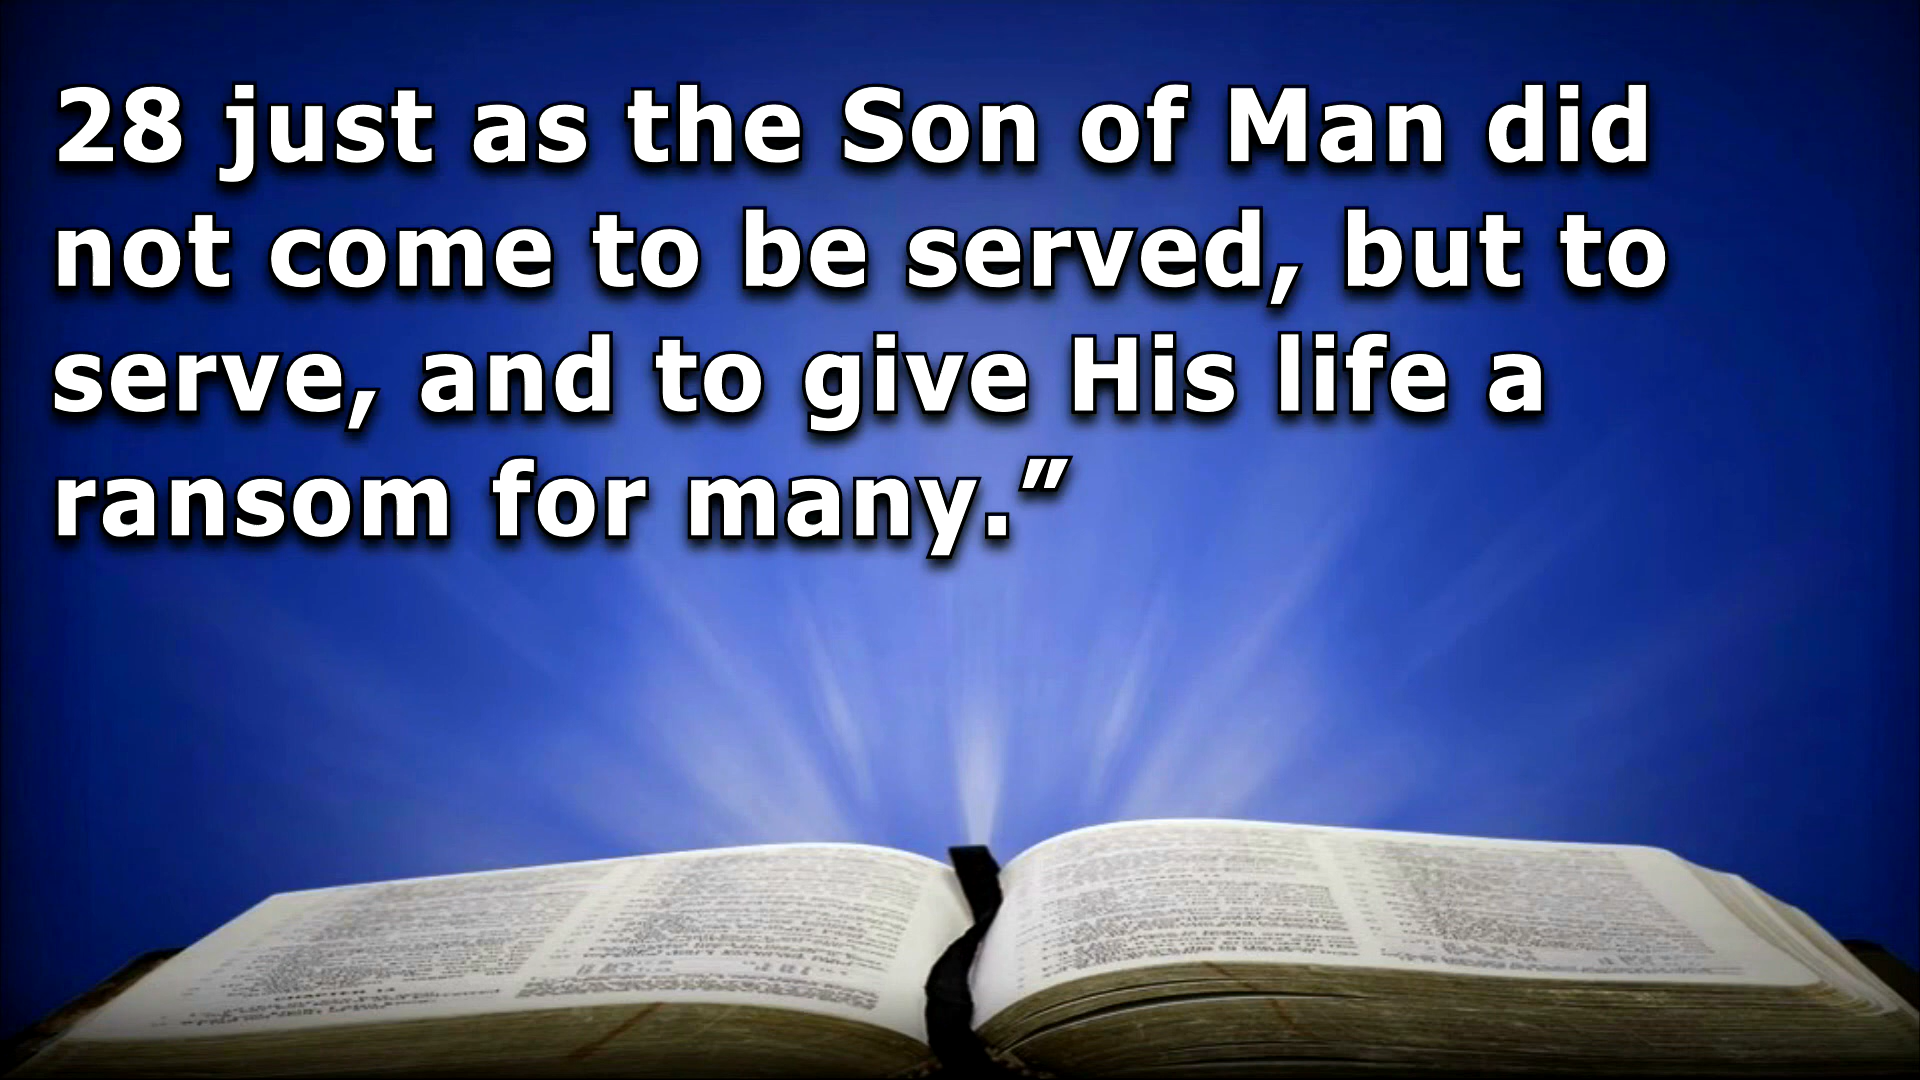 28 just as the Son of Man did
not come to be served, but to
serve, and to give His life a
ransom for many.”